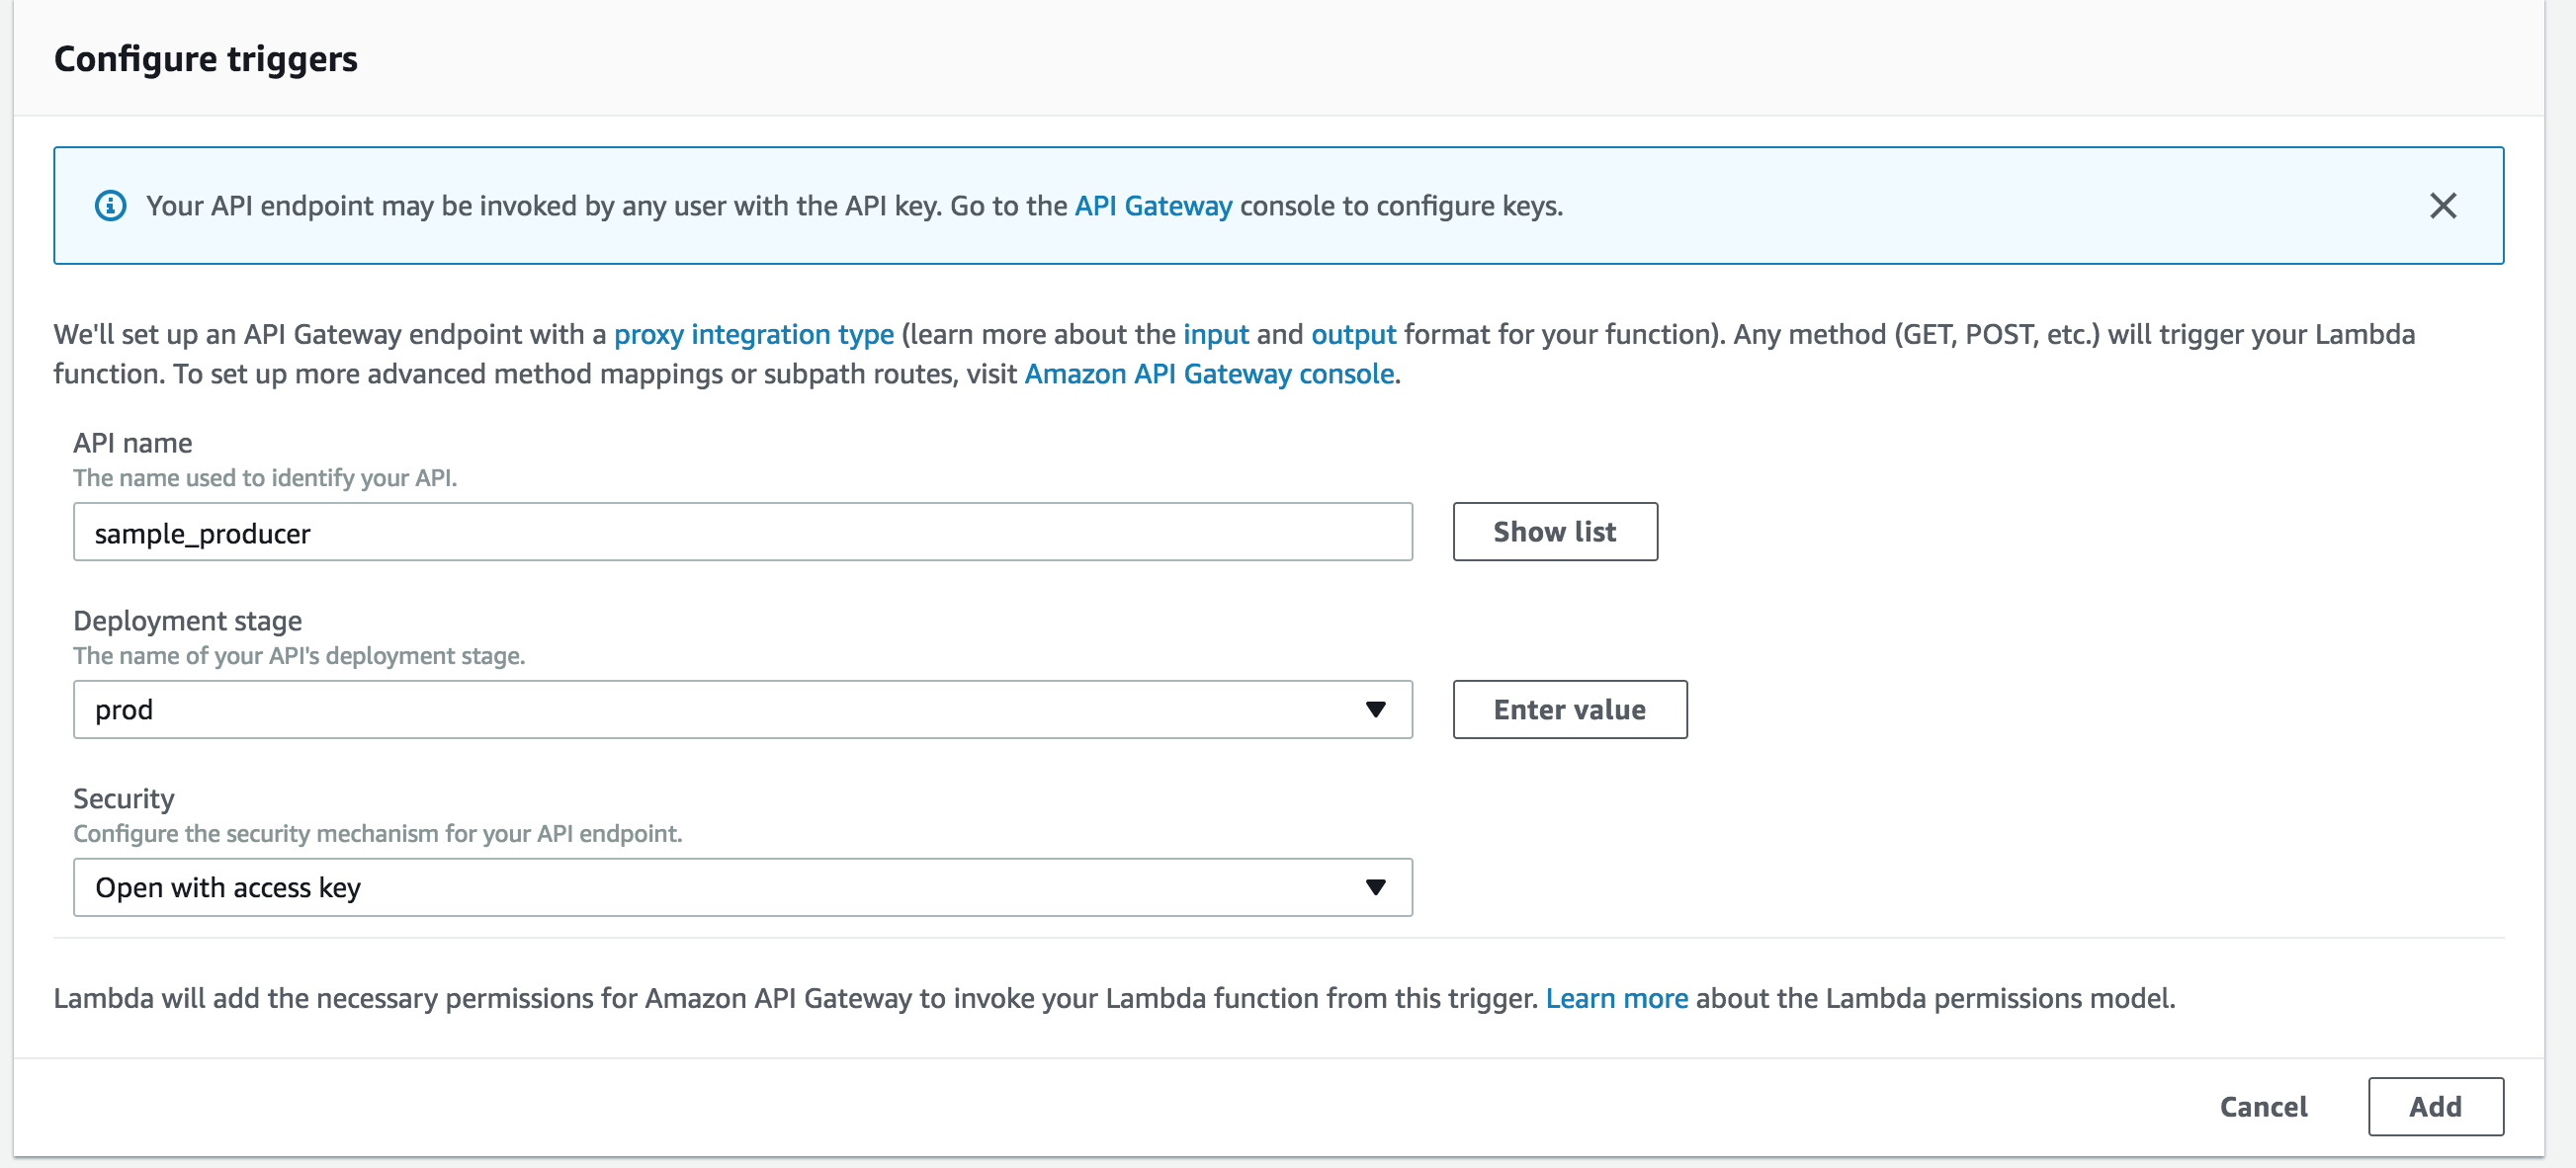 Configure triggers
Your API endpoint may be invoked by any user with the API key. Go to the API Gateway console to configure keys.
We'll set up an API Gateway endpoint with a proxy integration type (learn more about the input and output format for your function). Any method (GET, POST, etc.) will trigger your Lambda
function. To set up more advanced method mappings or subpath routes, visit Amazon API Gateway console.
API name
The name used to identify your API.
sample_producer
Show list
Deployment stage
The name of your API's deployment stage.
prod
Enter value
Security
Configure the security mechanism for your API endpoint.
Open with access key
Lambda will add the necessary permissions for Amazon API Gateway to invoke your Lambda function from this trigger. Learn more about the Lambda permissions model.
Cancel
Add